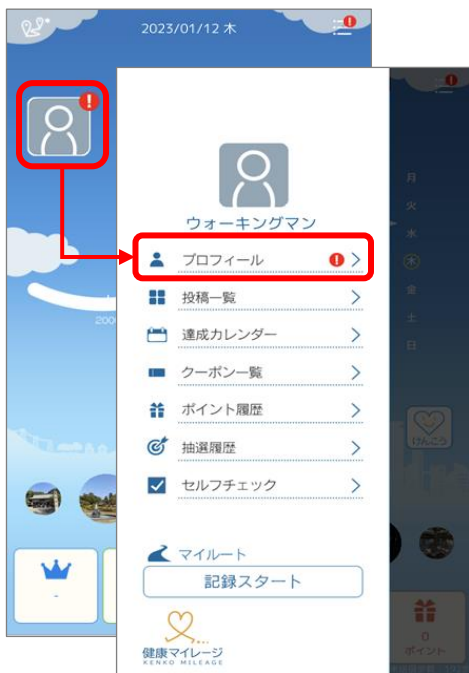 2023/01/12 木
ウォーキングマン
プロフィール
投稿一覧
達成カレンダー
クーポン一覧
ポイント履歴
抽選履歴
セルフチェック
マイルート
記録スタート
健康マイレージ
KENKO MILEAGE
月
火
水
木
金
土
日
けんこう
0
ポイント